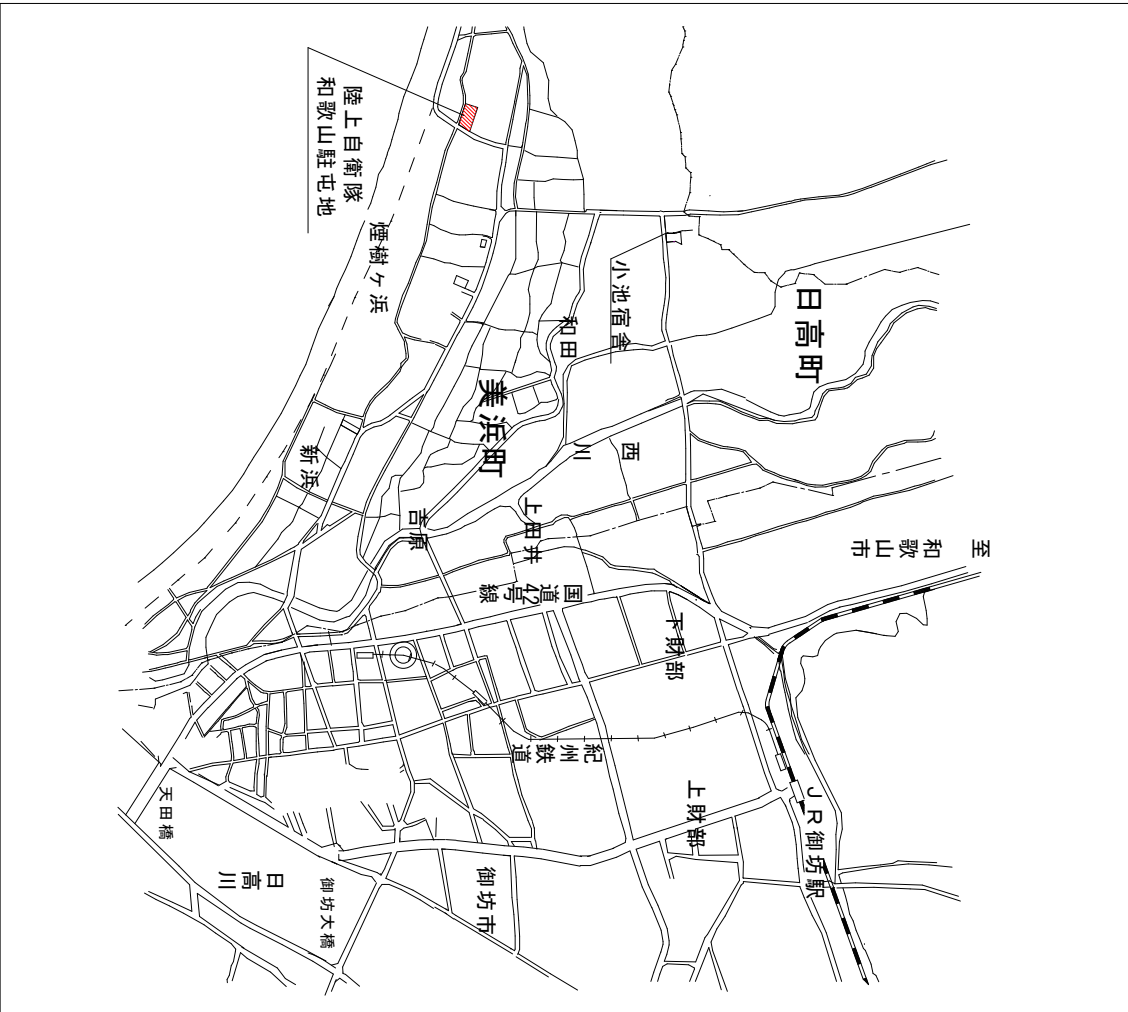 陸上自衛隊
和歌山駐屯地
煙樹ヶ浜
小池宿舎
和田
日高町
美浜町
西
川
新浜
吉原
上田井
国道42号線
至
和歌山市
下財部
紀州鉄道
上財部
JR御坊駅
天田橋
日高川
御坊大橋
御坊市